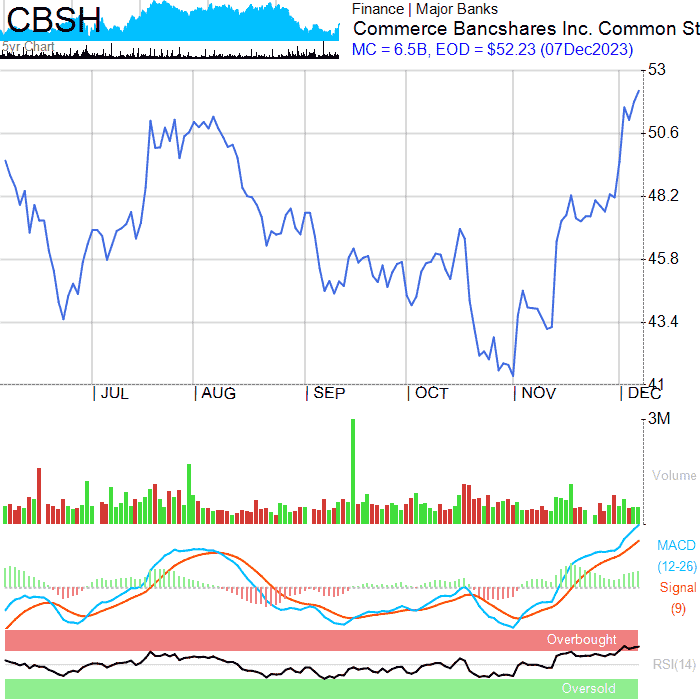 CBSH
5yr Chart
Finance | Major Banks
Commerce Bancshares Inc. Common St
MC = 6.5B, EOD = $52.23 (07Dec2023)
53
50.6
48.2
45.8
43.4
41
JUL AUG SEP OCT NOV DEC
3M
Volume
MACD
(12-26)
Signal
(9)
Overbought
RSI(14)
Oversold